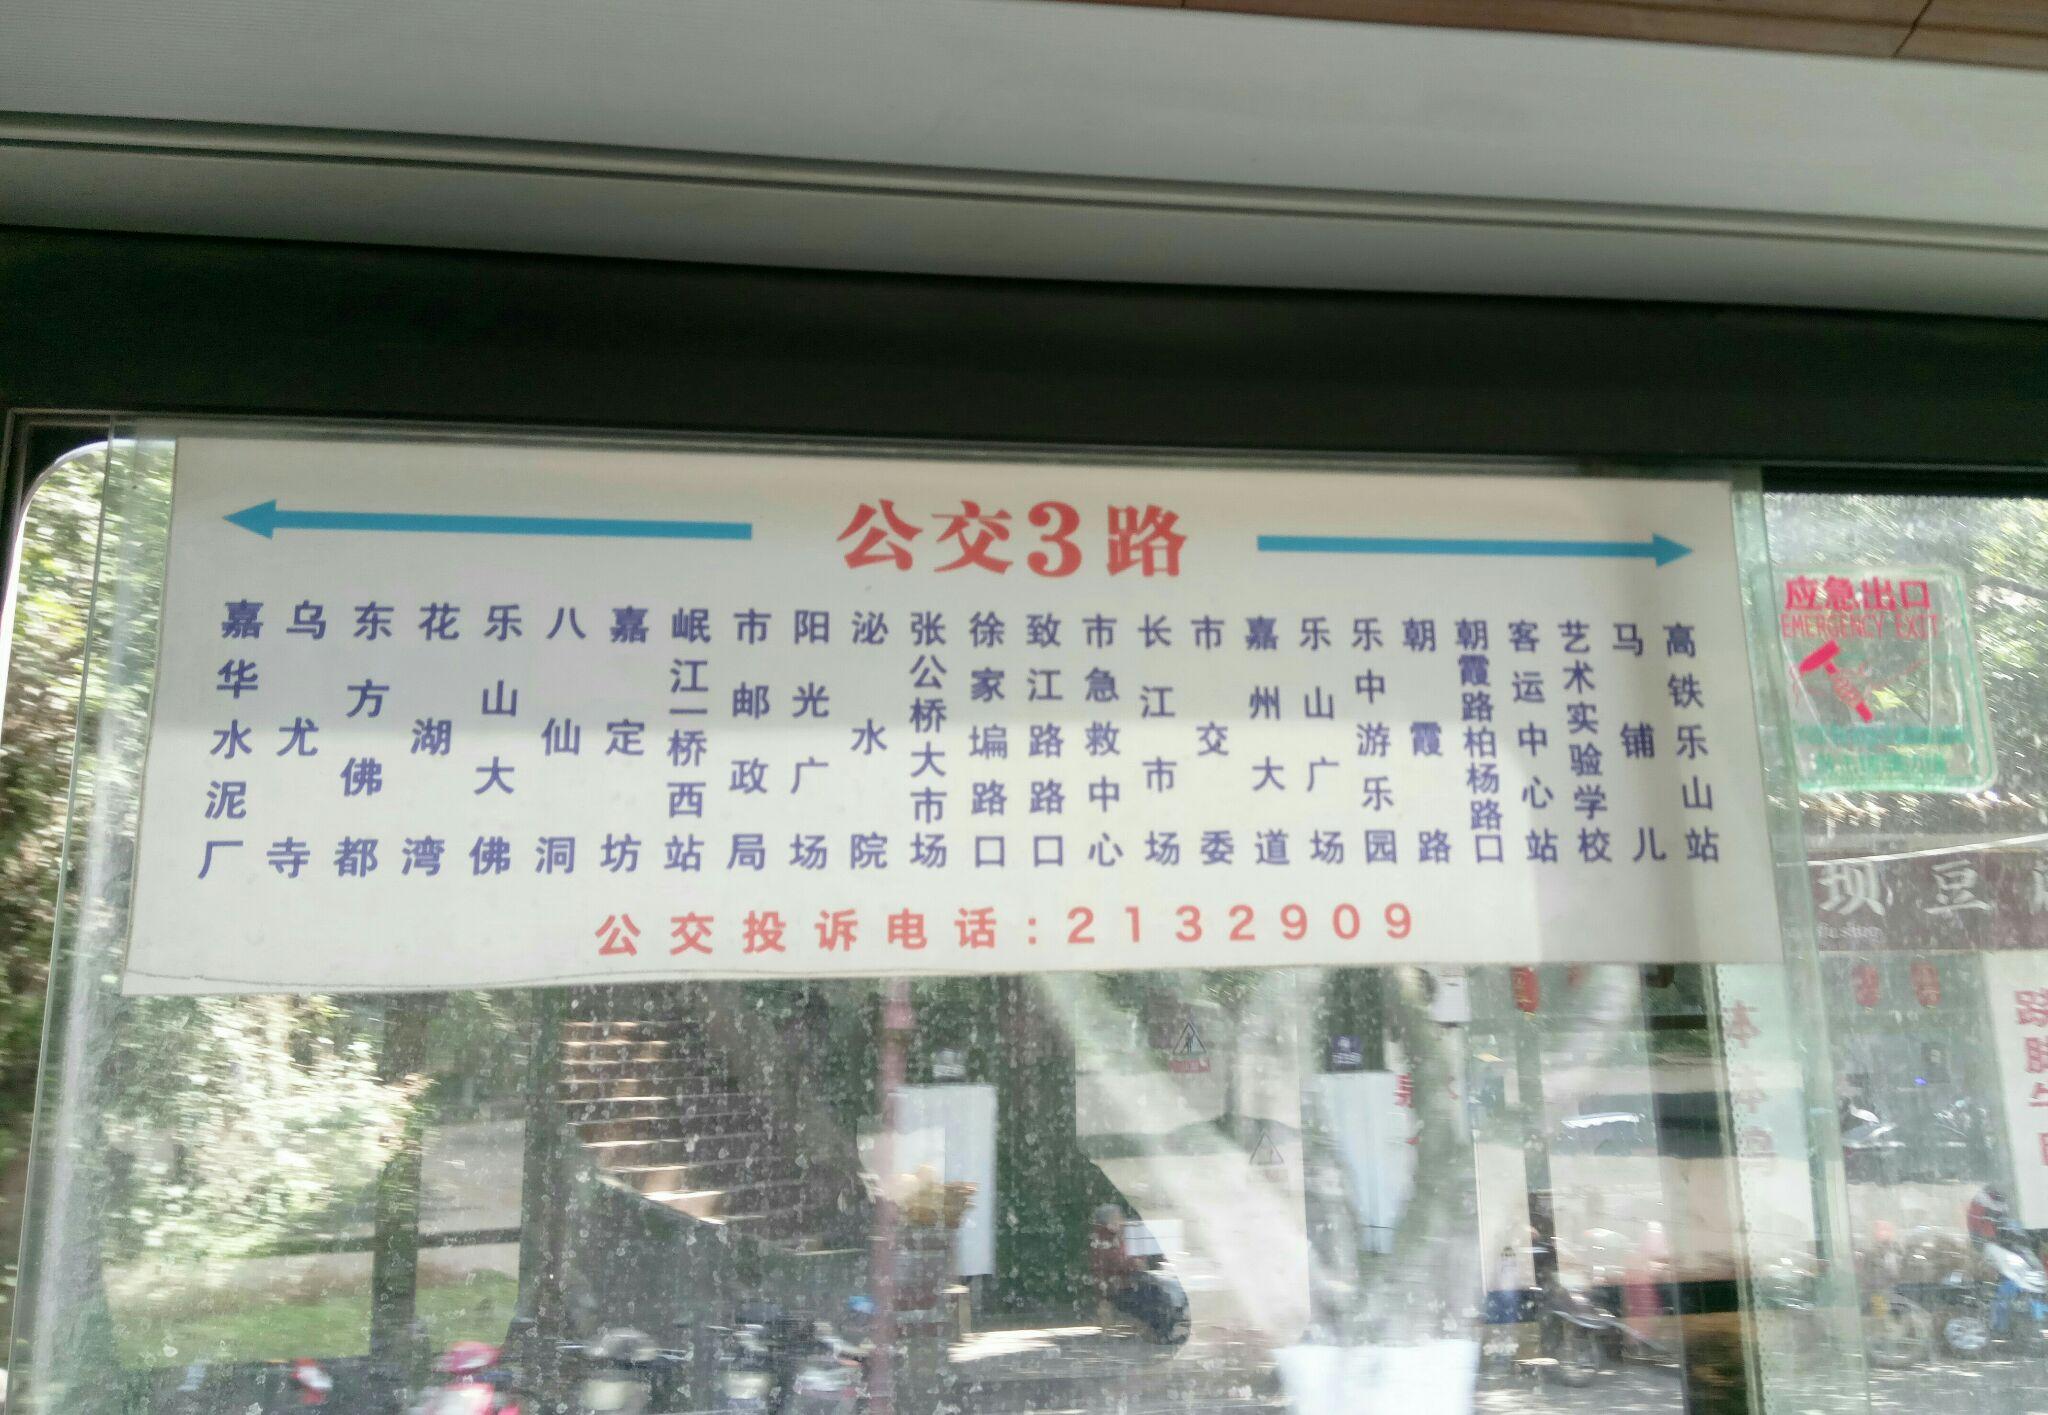 公交3路
嘉华水泥厂
乌尤寺
东方佛都
花湖湾
乐山大佛
八仙洞
嘉定坊
岷江一桥西站
市邮政局
阳光广场
泌水院
张公桥大市场
徐家塥路口
致江路路口
市急救中心
长江市场
市交委
嘉州大道
乐山广场
乐中游乐园
朝霞路
朝霞路柏杨路口
客运中心站
艺术实验学校
马铺儿
高铁乐山站
公交投诉电话:2132909
应急出口
EMERGENCY EXIT
坝豆
跷脚牛